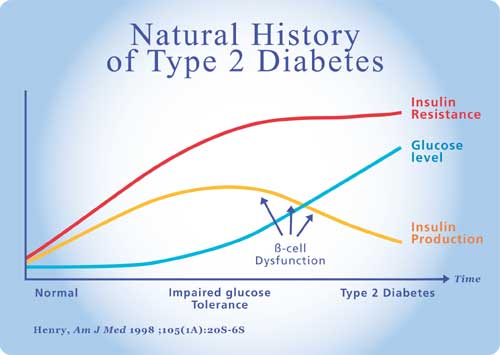 Natural History
of Type 2 Diabetes
Insulin
Resistance
Glucose
level
ß-cell
Dysfunction
Insulin
Production
Time
Normal
Impaired glucose
Tolerance
Type 2 Diabetes
Henry, Am J Med 1998 ;105(1A):20S-6S